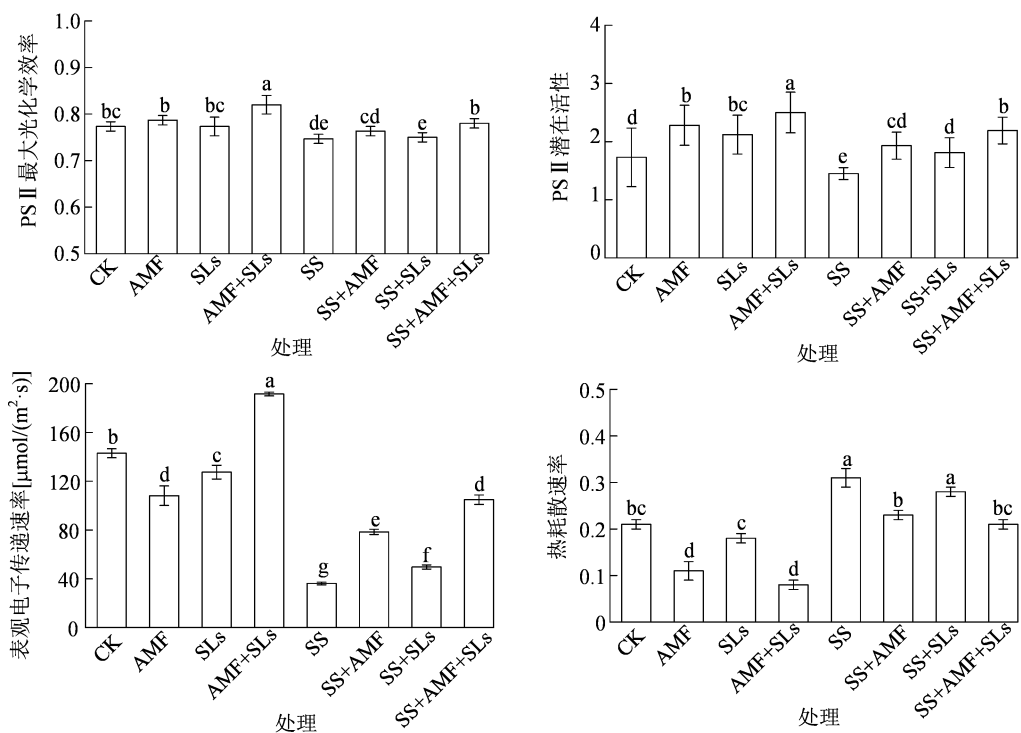 PSⅡ最大光化学效率
1.0
0.9
0.8
0.7
0.6
0.5
bc
b
bc
a
de
cd
e
b
CK
AMF
SLs
AMF+SLs
SS
SS+AMF
SS+SLs
SS+AMF+SLs
处理
PSⅡ潜在活性
4
3
2
1
0
d
b
bc
a
e
cd
d
b
CK
AMF
SLs
AMF+SLs
SS
SS+AMF
SS+SLs
SS+AMF+SLs
处理
表观电子传递速率[μmol/(m²·s)]
200
160
120
80
40
0
b
d
c
a
g
e
f
d
CK
AMF
SLs
AMF+SLs
SS
SS+AMF
SS+SLs
SS+AMF+SLs
处理
热耗散速率
0.5
0.4
0.3
0.2
0.1
0
bc
d
c
d
a
b
a
bc
CK
AMF
SLs
AMF+SLs
SS
SS+AMF
SS+SLs
SS+AMF+SLs
处理